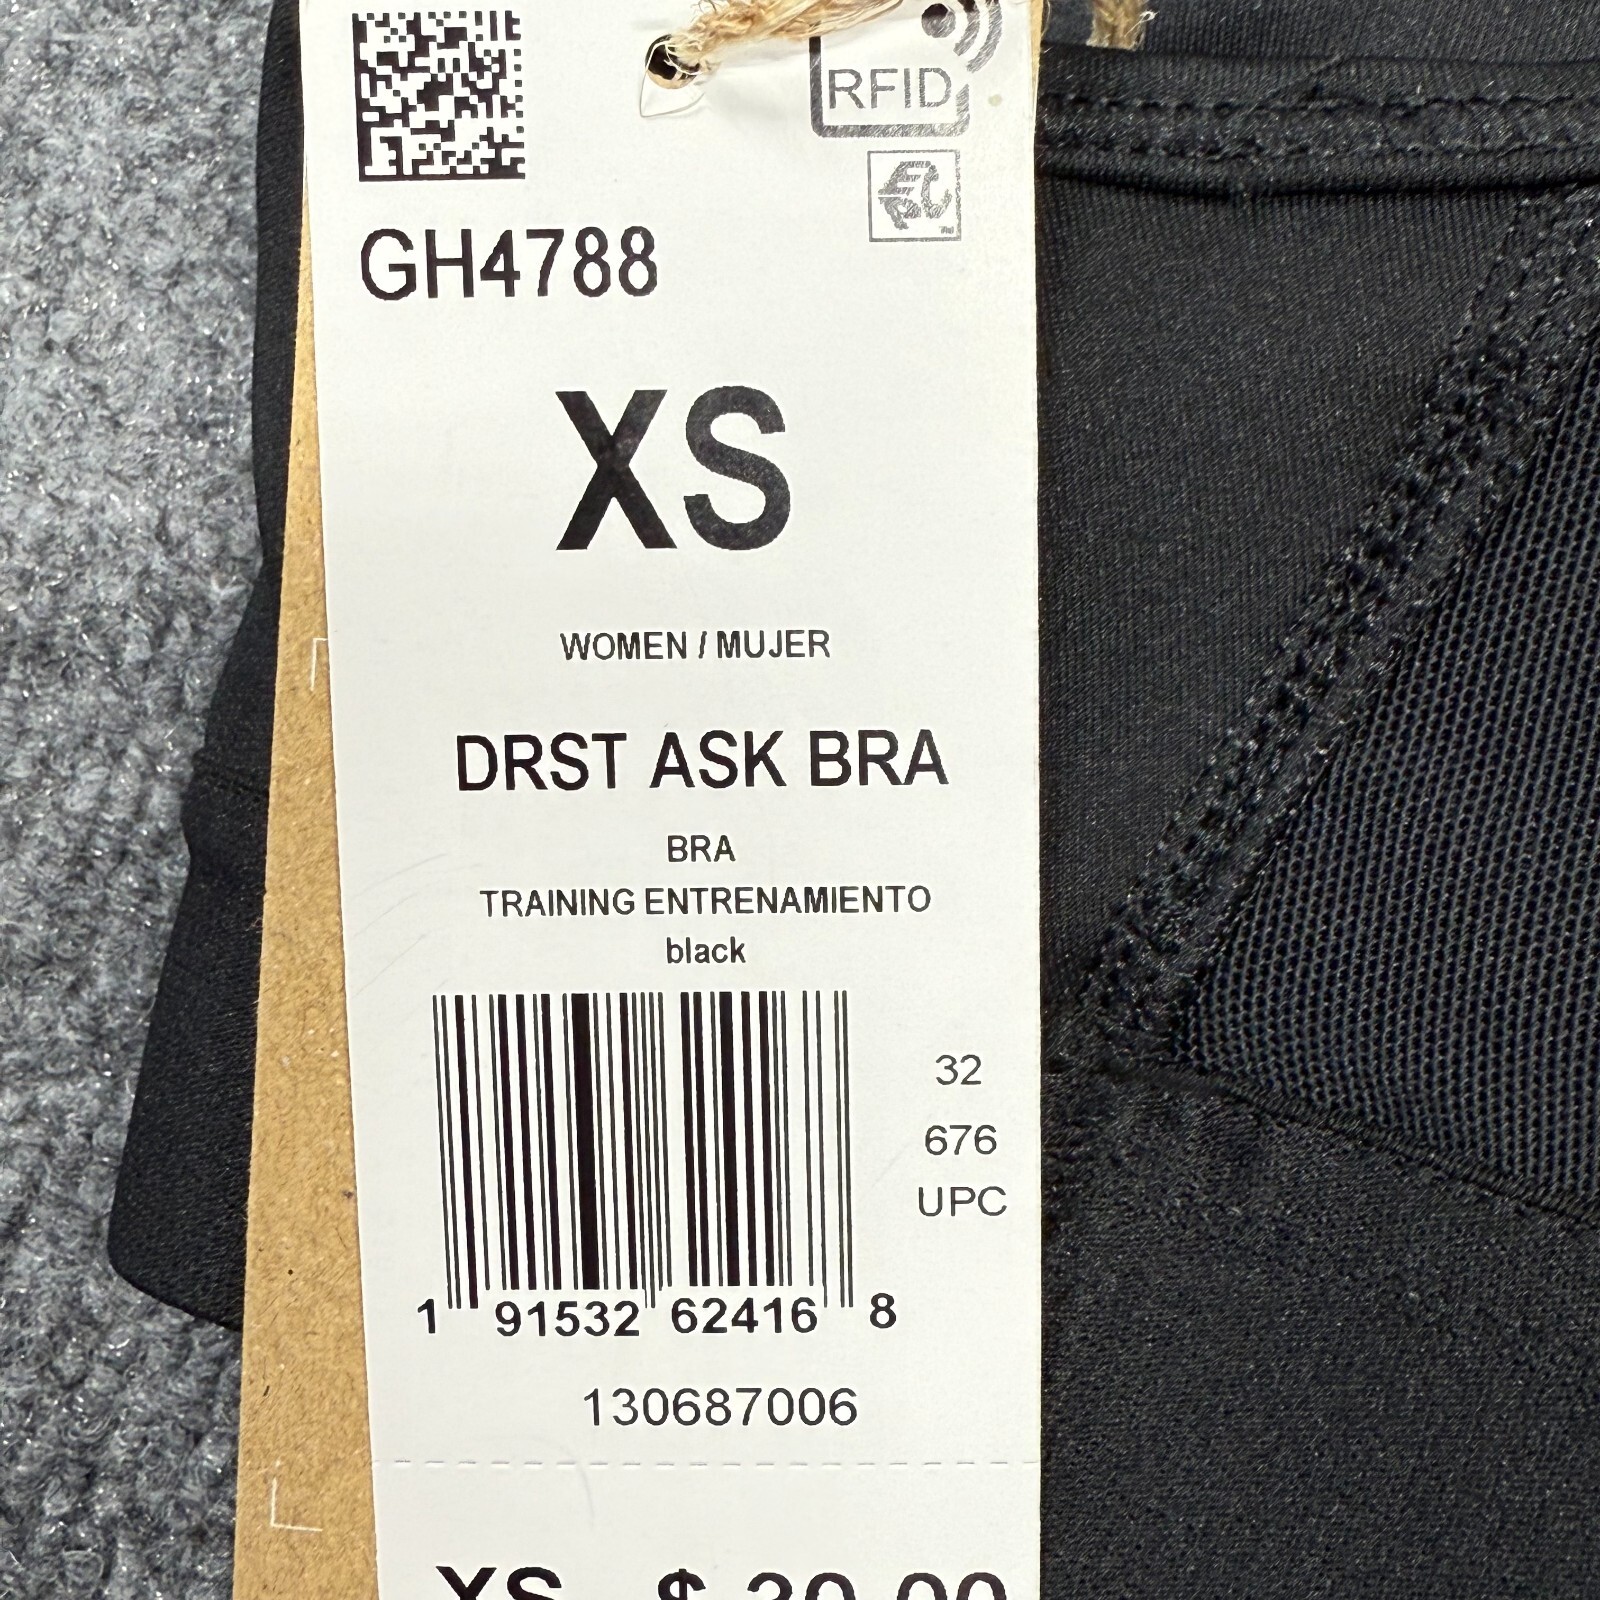 RFID
GH4788
XS
WOMEN / MUJER
DRST ASK BRA
BRA
TRAINING ENTRENAMIENTO
black
32
676
UPC
1 91532 62416 8
130687006
XS